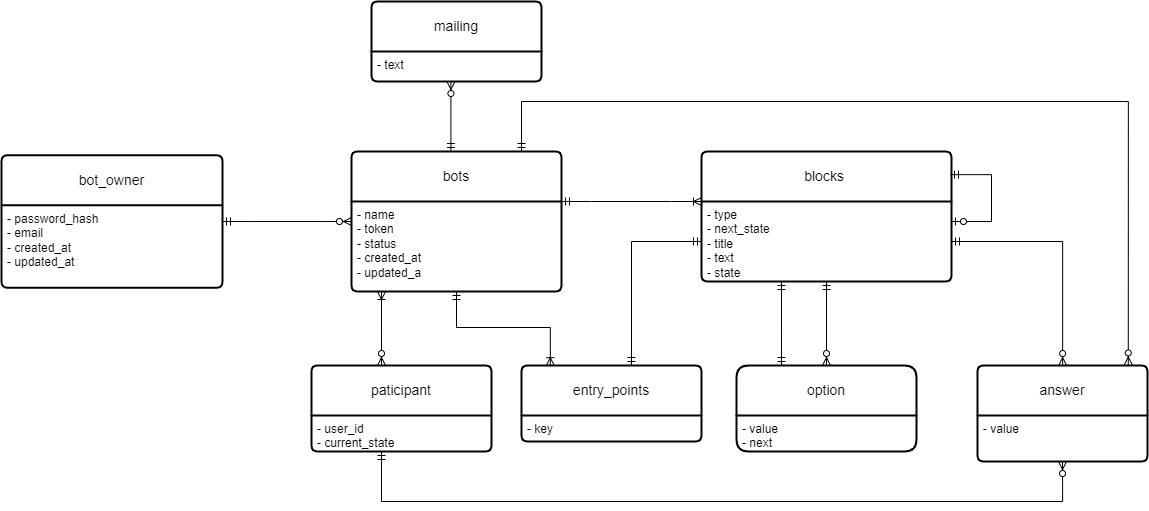 mailing
- text
bot_owner
- password_hash
- email
- created_at
- updated_at
bots
- name
- token
- status
- created_at
- updated_a
blocks
- type
- next_state
- title
- text
- state
paticipant
- user_id
- current_state
entry_points
- key
option
- value
- next
answer
- value